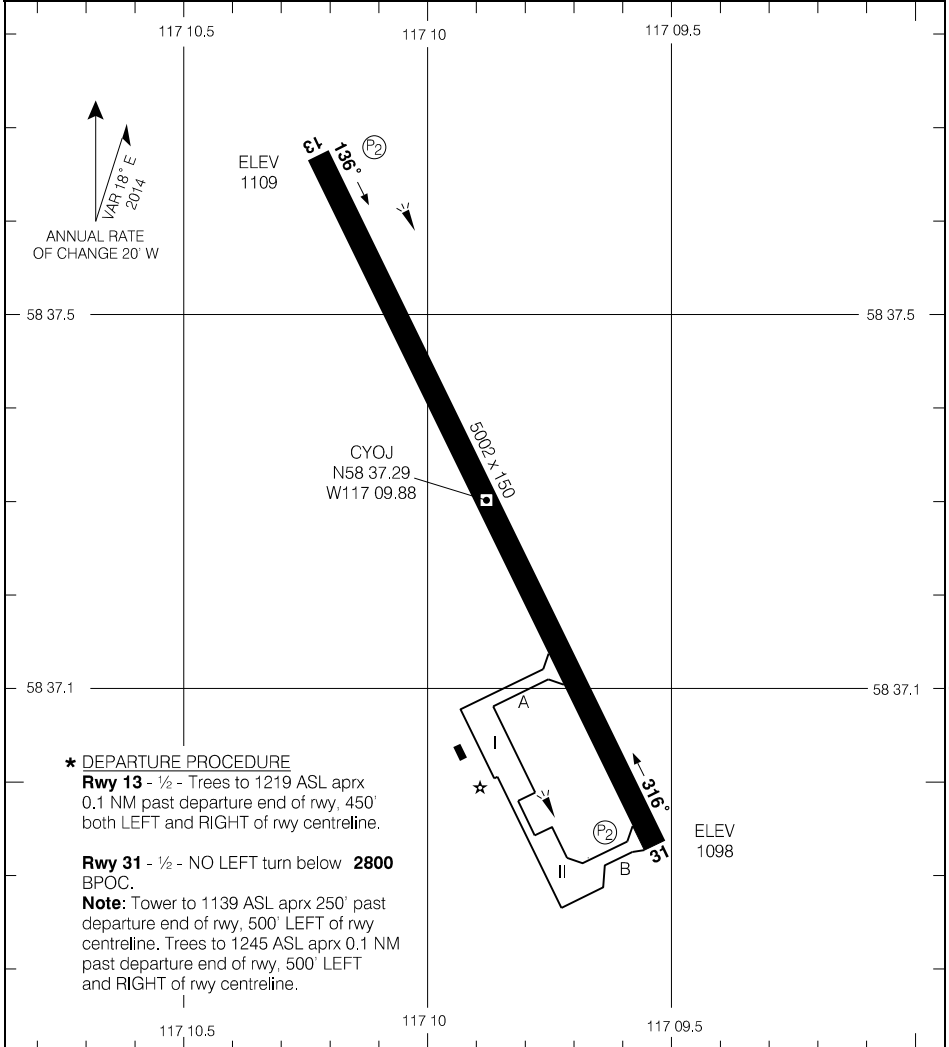 117 10.5
117 10
117 09.5
13
136°
P2
ELEV
1109
VAR 18° E
2014
ANNUAL RATE
OF CHANGE 20' W
58 37.5
58 37.5
5002 x 150
CYOJ
N58 37.29
W117 09.88
58 37.1
58 37.1
A
I
II
B
P2
316°
31
ELEV
1098
* DEPARTURE PROCEDURE
Rwy 13 - ½ - Trees to 1219 ASL aprx
0.1 NM past departure end of rwy, 450'
both LEFT and RIGHT of rwy centreline.
Rwy 31 - ½ - NO LEFT turn below 2800
BPOC.
Note: Tower to 1139 ASL aprx 250' past
departure end of rwy, 500' LEFT of rwy
centreline. Trees to 1245 ASL aprx 0.1 NM
past departure end of rwy, 500' LEFT
and RIGHT of rwy centreline.
117 10.5
117 10
117 09.5